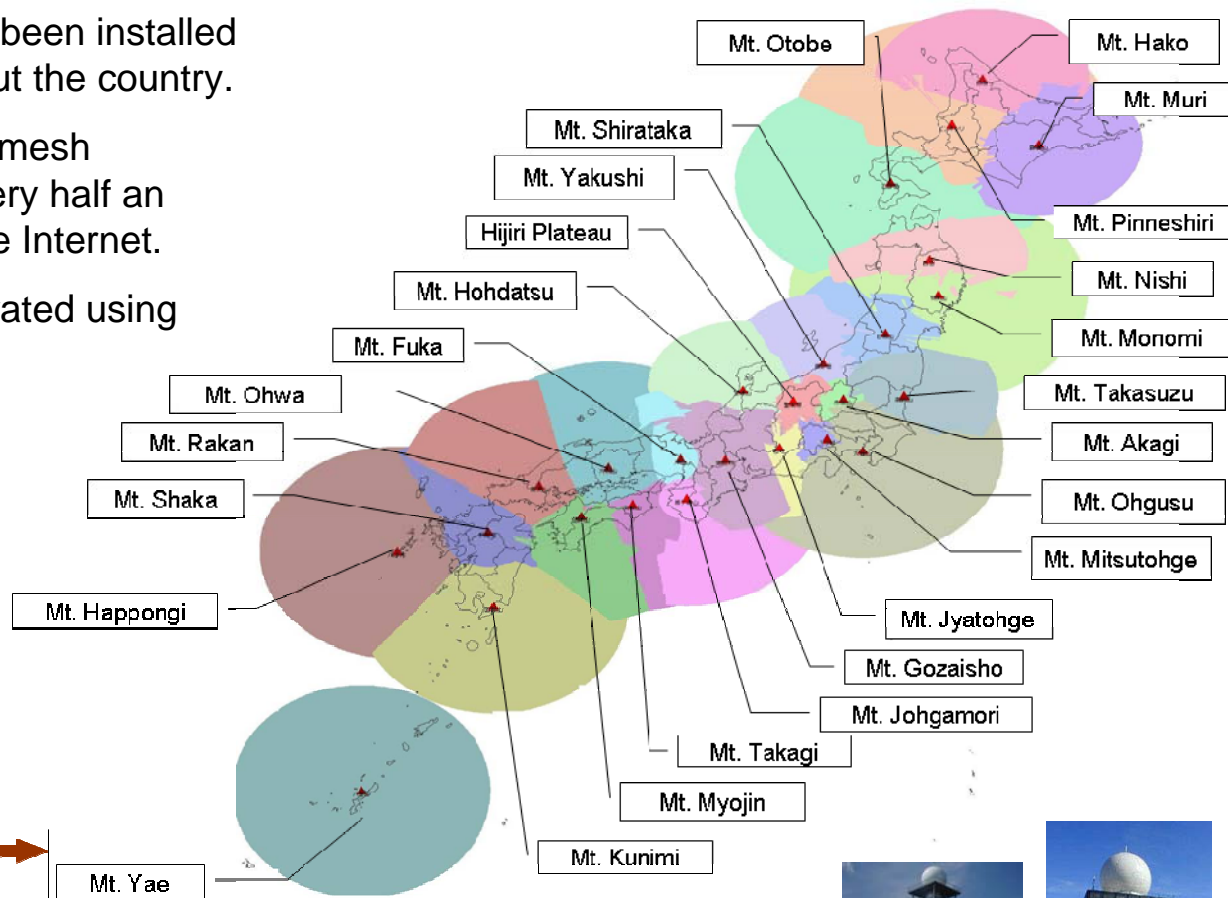 been installed
ut the country.
mesh
ery half an
e Internet.
ated using
Mt. Otobe
Mt. Hako
Mt. Muri
Mt. Shirataka
Mt. Yakushi
Mt. Pinneshiri
Hijiri Plateau
Mt. Nishi
Mt. Hohdatsu
Mt. Monomi
Mt. Fuka
Mt. Ohwa
Mt. Takasuzu
Mt. Rakan
Mt. Akagi
Mt. Shaka
Mt. Ohgusu
Mt. Mitsutohge
Mt. Happongi
Mt. Jyatohge
Mt. Gozaisho
Mt. Johgamori
Mt. Takagi
Mt. Myojin
Mt. Kunimi
Mt. Yae